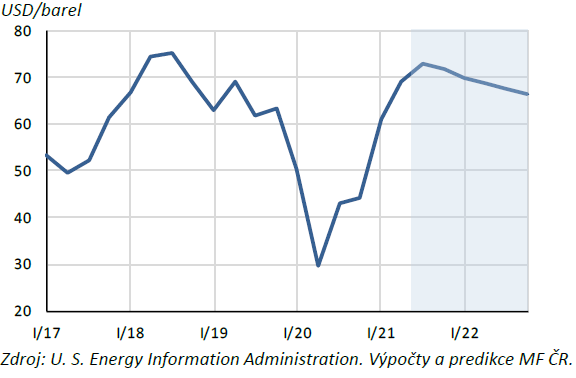 USD/barel
80
70
60
50
40
30
20
I/17 I/18 I/19 I/20 I/21 I/22
Zdroj: U. S. Energy Information Administration. Výpočty a predikce MF ČR.